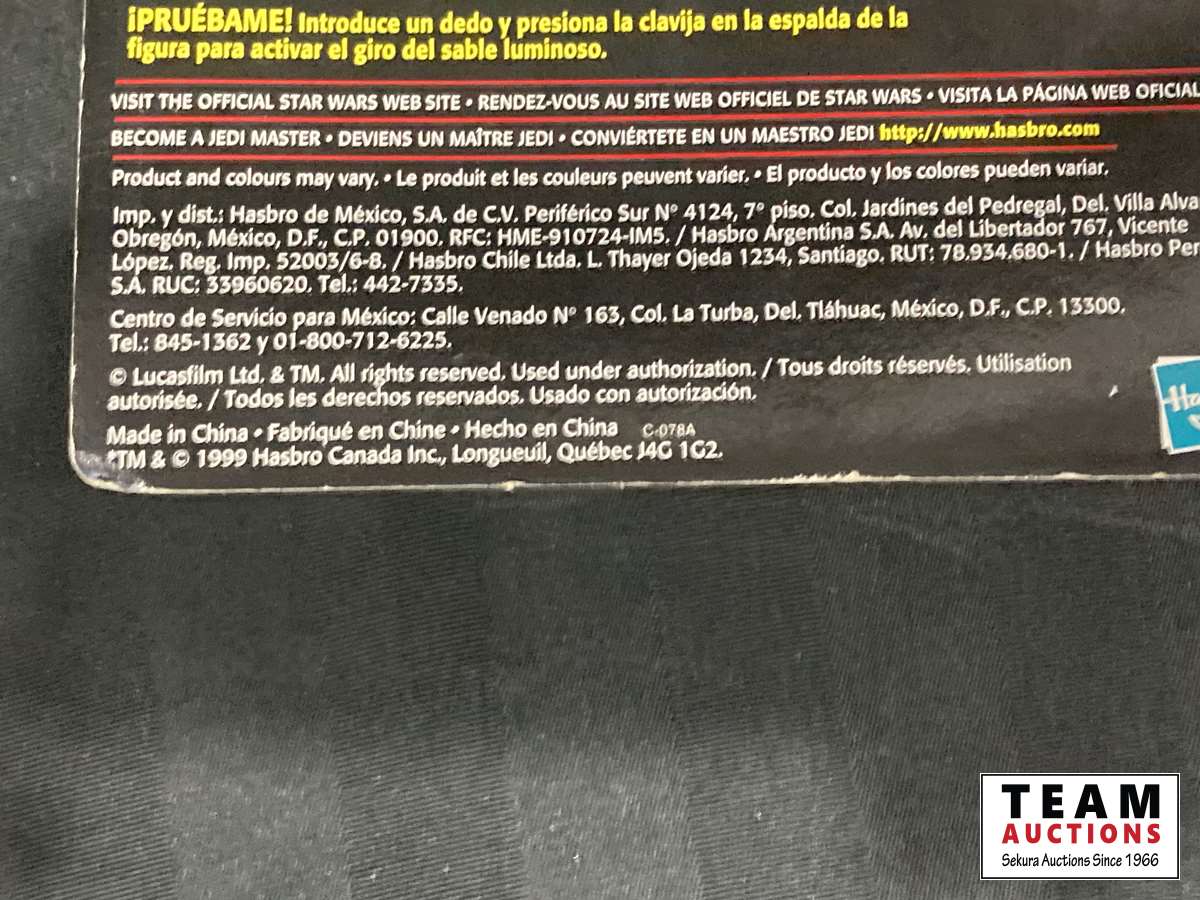 ¡PRUÉBAME! Introduce un dedo y presiona la clavija en la espalda de la
figura para activar el giro del sable luminoso.
VISIT THE OFFICIAL STAR WARS WEB SITE • RENDEZ-VOUS AU SITE WEB OFFICIEL DE STAR WARS • VISITA LA PÁGINA WEB OFICIAL
BECOME A JEDI MASTER • DEVIENS UN MAÎTRE JEDI • CONVIÉRTETE EN UN MAESTRO JEDI http://www.hasbro.com
Product and colours may vary. • Le produit et les couleurs peuvent varier. • El producto y los colores pueden variar.
Imp. y dist.: Hasbro de México, S.A. de C.V. Periférico Sur Nº 4124, 7º piso. Col. Jardines del Pedregal, Del. Villa Alva
Obregón, México, D.F., C.P. 01900. RFC: HME-910724-IM5. / Hasbro Argentina S.A. Av. del Libertador 767, Vicente
López. Reg. Imp. 52003/6-8. / Hasbro Chile Ltda. L. Thayer Ojeda 1234, Santiago. RUT: 78.934.680-1. / Hasbro Per
S.A. RUC: 33960620. Tel.: 442-7335.
Centro de Servicio para México: Calle Venado Nº 163, Col. La Turba, Del. Tláhuac, México, D.F., C.P. 13300.
Tel.: 845-1362 y 01-800-712-6225.
© Lucasfilm Ltd. & TM. All rights reserved. Used under authorization. / Tous droits réservés. Utilisation
autorisée. / Todos les derechos reservados. Usado con autorización.
Ha
Made in China • Fabriqué en Chine • Hecho en China C-078A
*TM & © 1999 Hasbro Canada Inc., Longueuil, Québec J4G 1G2.
TEAM
AUCTIONS
Sekura Auctions Since 1966